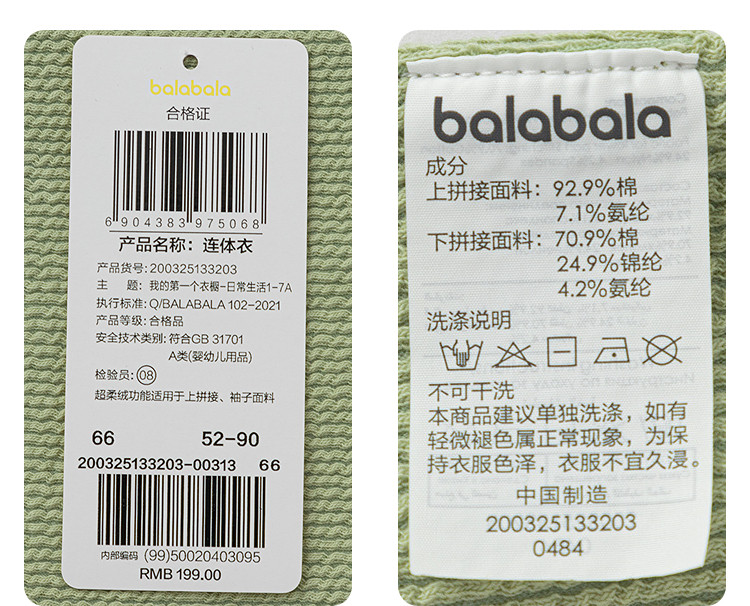 balabala
合格证
6 904383 975068
产品名称：连体衣
产品货号：200325133203
主　题：我的第一个衣橱-日常生活1-7A
执行标准：Q/BALABALA 102-2021
产品等级：合格品
安全技术类别：符合GB 31701
A类(婴幼儿用品)
检验员：08
超柔绒功能适用于上拼接、袖子面料
66 52-90
200325133203-00313 66
内部编码 (99)50020403095
RMB 199.00
balabala
成分
上拼接面料：92.9%棉
7.1%氨纶
下拼接面料：70.9%棉
24.9%锦纶
4.2%氨纶
洗涤说明
不可干洗
本商品建议单独洗涤，如有
轻微褪色属正常现象，为保
持衣服色泽，衣服不宜久浸。
中国制造
200325133203
0484